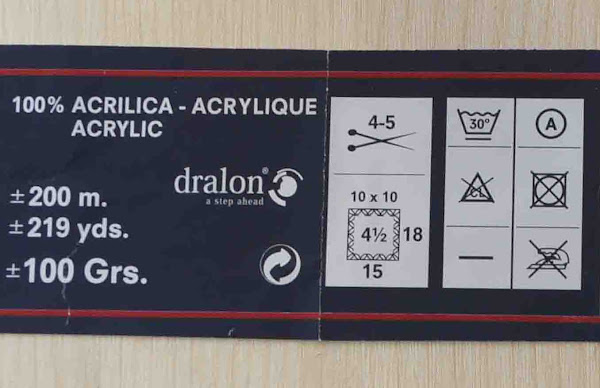 100% ACRILICA - ACRYLIQUE
ACRYLIC
dralon®
a step ahead
±200 m.
±219 yds.
±100 Grs.
4-5
10 x 10
4½
18
15
30°
A
CL